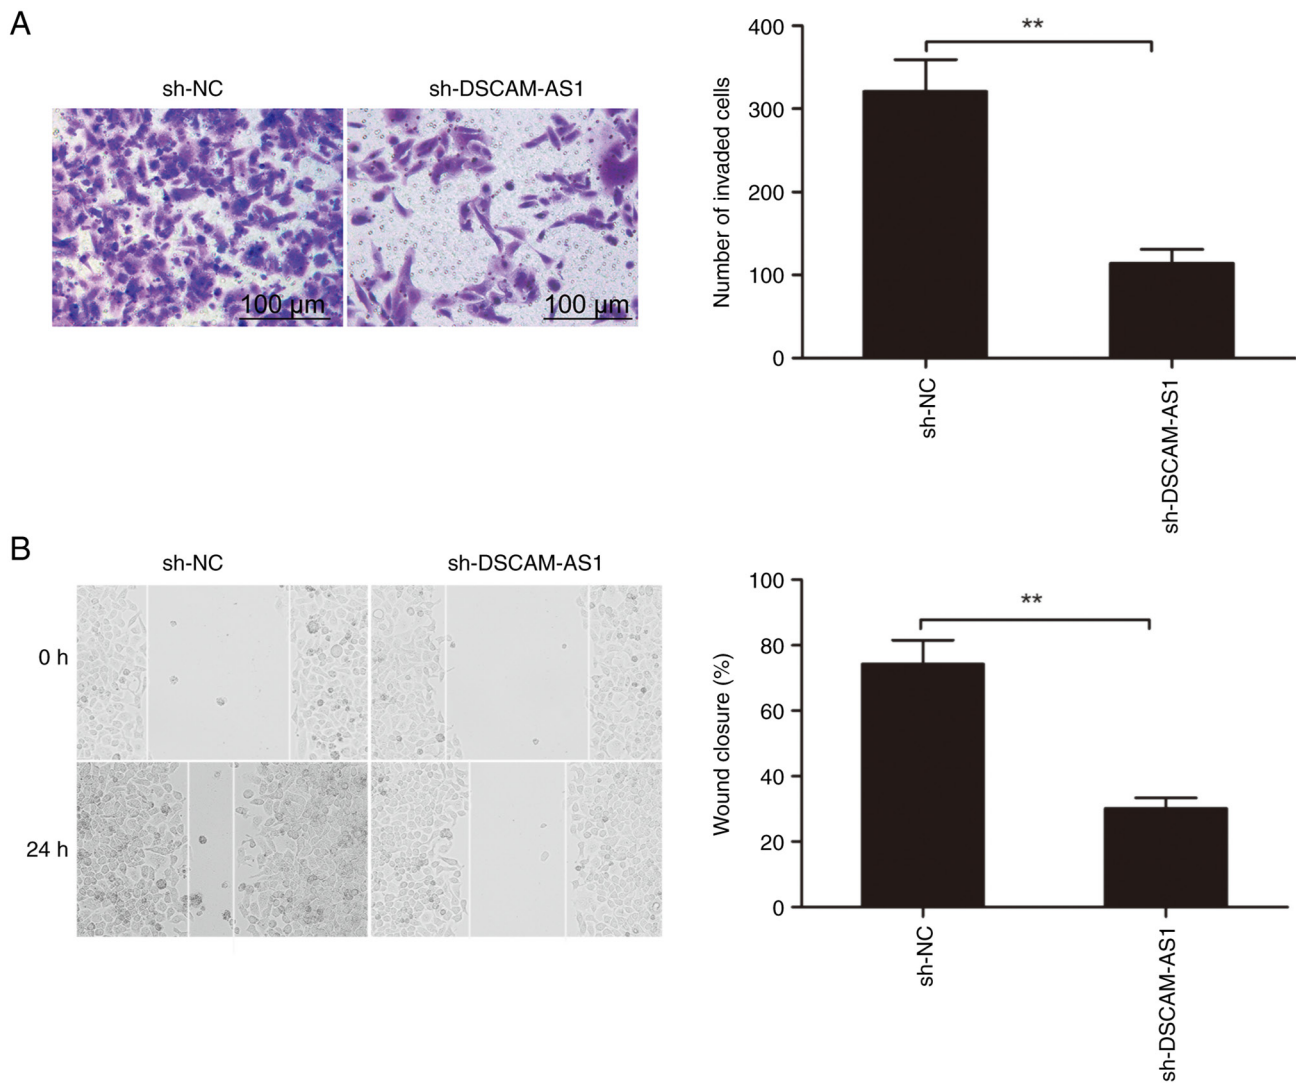 A
sh-NC
sh-DSCAM-AS1
100 µm
100 µm
Number of invaded cells
400
300
200
100
0
**
sh-NC
sh-DSCAM-AS1
B
sh-NC
sh-DSCAM-AS1
0 h
24 h
Wound closure (%)
100
80
60
40
20
0
**
sh-NC
sh-DSCAM-AS1